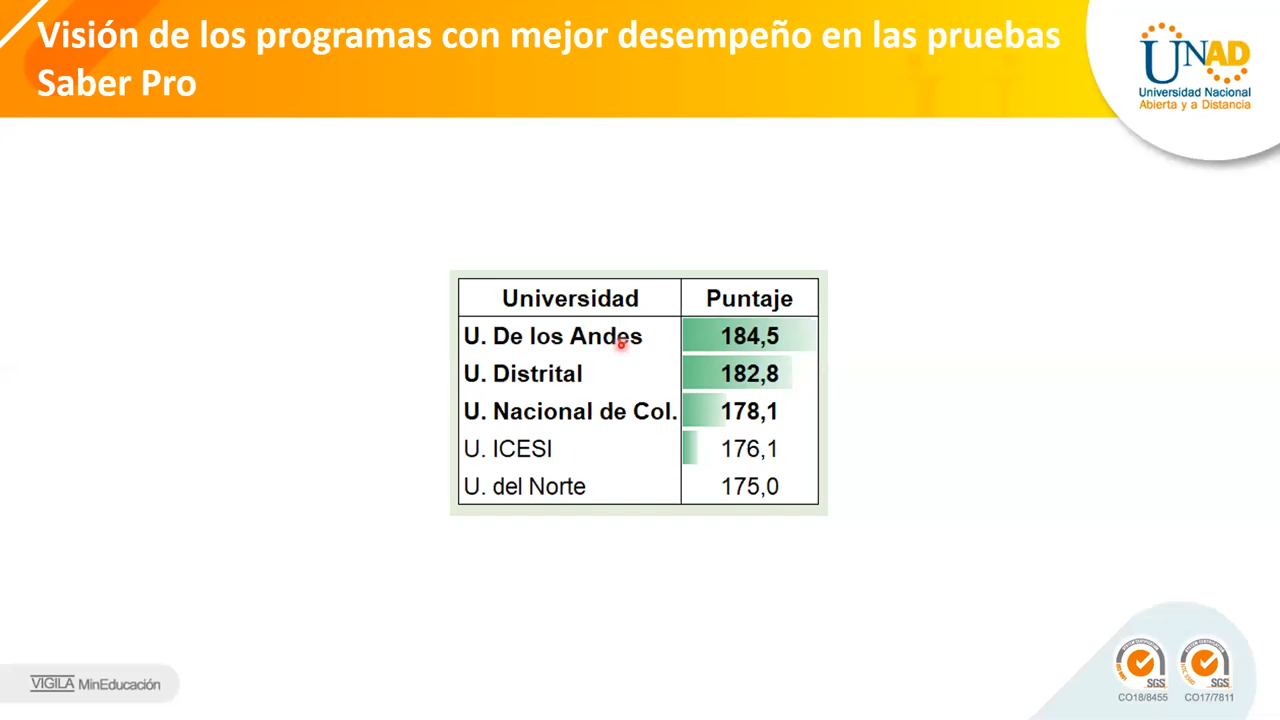 Visión de los programas con mejor desempeño en las pruebas
Saber Pro
UNAD
Universidad Nacional
Abierta y a Distancia
Universidad Puntaje
U. De los Andes 184,5
U. Distrital 182,8
U. Nacional de Col. 178,1
U. ICESI 176,1
U. del Norte 175,0
VIGILA MinEducación
SGS SGS
CO18/8455 CO17/7811